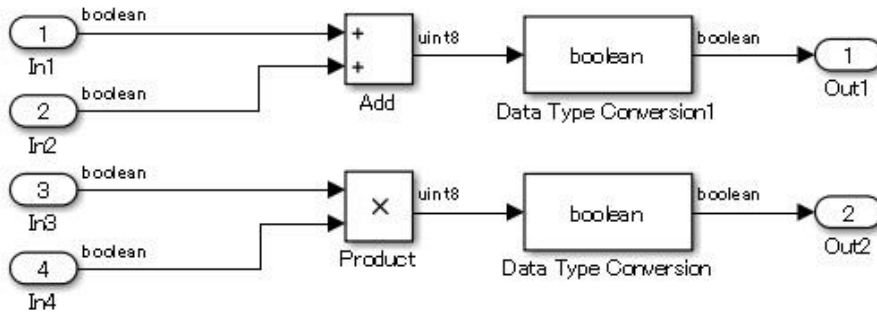 boolean
1
In1
boolean
2
In2
+
+
Add
uint8
boolean
Data Type Conversion1
boolean
1
Out1
boolean
3
In3
boolean
4
In4
×
Product
uint8
boolean
Data Type Conversion
boolean
2
Out2